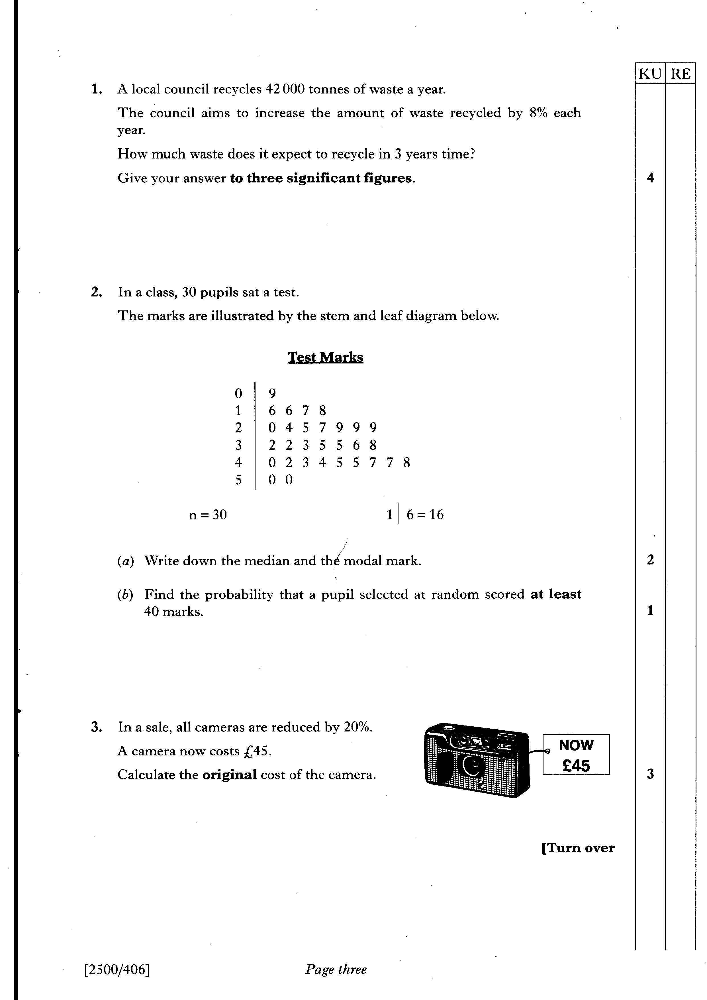 KU RE
1. A local council recycles 42 000 tonnes of waste a year.
The council aims to increase the amount of waste recycled by 8% each
year.
How much waste does it expect to recycle in 3 years time?
Give your answer to three significant figures. 4
2. In a class, 30 pupils sat a test.
The marks are illustrated by the stem and leaf diagram below.
Test Marks
0 | 9
1 | 6 6 7 8
2 | 0 4 5 7 9 9 9
3 | 2 2 3 5 5 6 8
4 | 0 2 3 4 5 5 7 7 8
5 | 0 0
n = 30 1 | 6 = 16
(a) Write down the median and the modal mark. 2
(b) Find the probability that a pupil selected at random scored at least
40 marks. 1
3. In a sale, all cameras are reduced by 20%.
A camera now costs £45.
Calculate the original cost of the camera. 3
NOW
£45
[Turn over
[2500/406] Page three